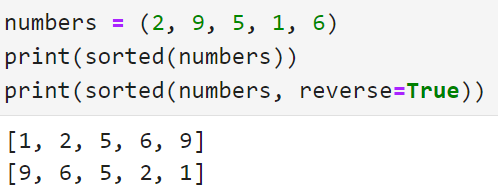 numbers = (2, 9, 5, 1, 6)
print(sorted(numbers))
print(sorted(numbers, reverse=True))
[1, 2, 5, 6, 9]
[9, 6, 5, 2, 1]